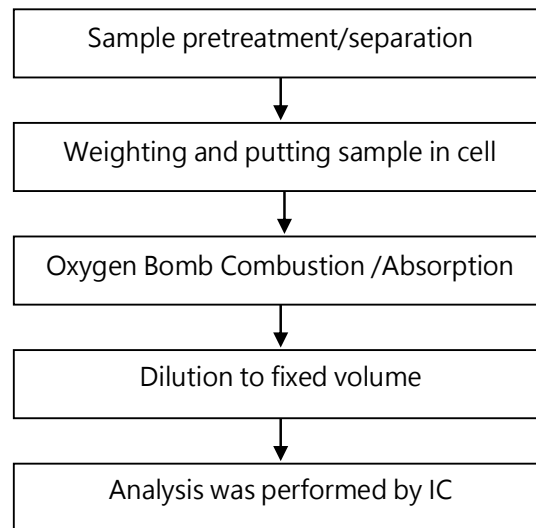 Sample pretreatment/separation
Weighting and putting sample in cell
Oxygen Bomb Combustion /Absorption
Dilution to fixed volume
Analysis was performed by IC